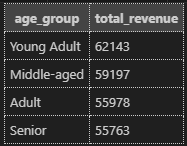 age_group total_revenue
Young Adult 62143
Middle-aged 59197
Adult 55978
Senior 55763